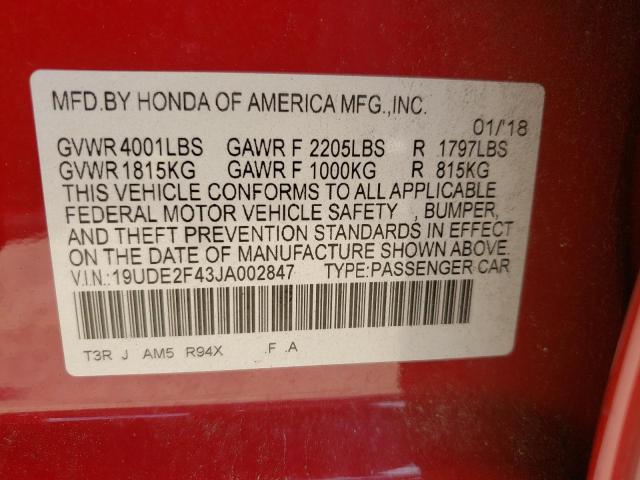 MFD.BY HONDA OF AMERICA MFG.,INC.
01/'18
GVWR 4001LBS GAWR F 2205LBS R 1797LBS
GVWR 1815KG GAWR F 1000KG R 815KG
THIS VEHICLE CONFORMS TO ALL APPLICABLE
FEDERAL MOTOR VEHICLE SAFETY , BUMPER,
AND THEFT PREVENTION STANDARDS IN EFFECT
ON THE DATE OF MANUFACTURE SHOWN ABOVE.
V.I.N.:19UDE2F43JA002847 TYPE:PASSENGER CAR
T3R J AM5 R94X .F .A